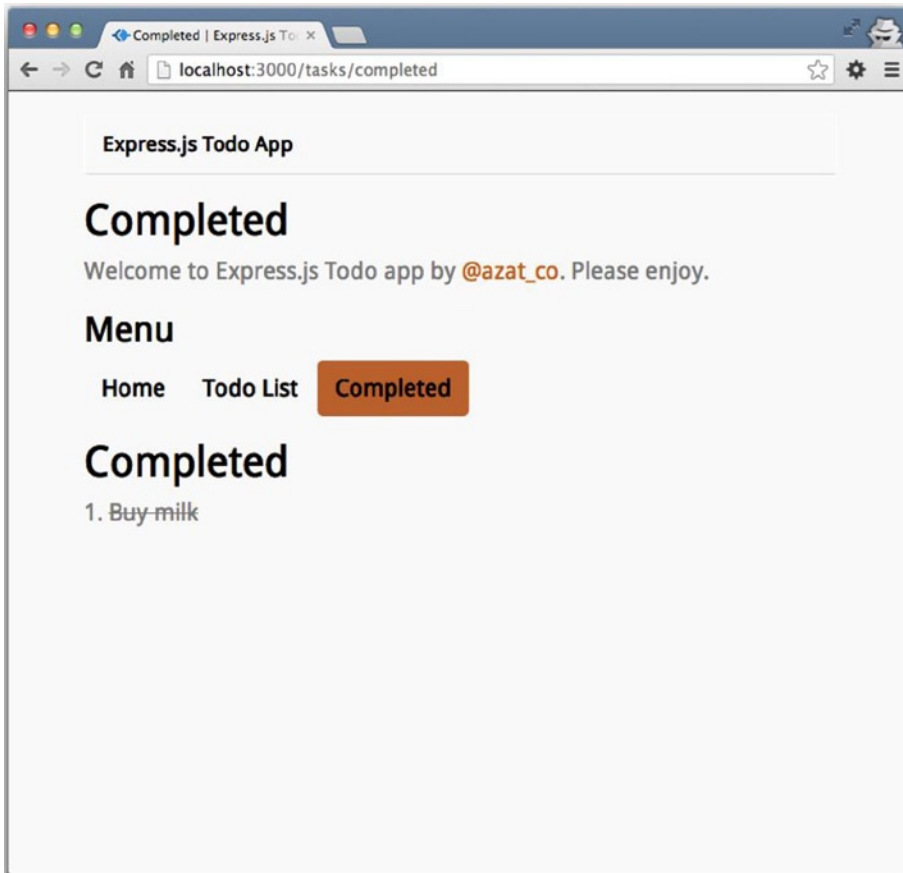 Completed | Express.js To
localhost:3000/tasks/completed
Express.js Todo App
Completed
Welcome to Express.js Todo app by @azat_co. Please enjoy.
Menu
Home Todo List Completed
Completed
1. Buy milk